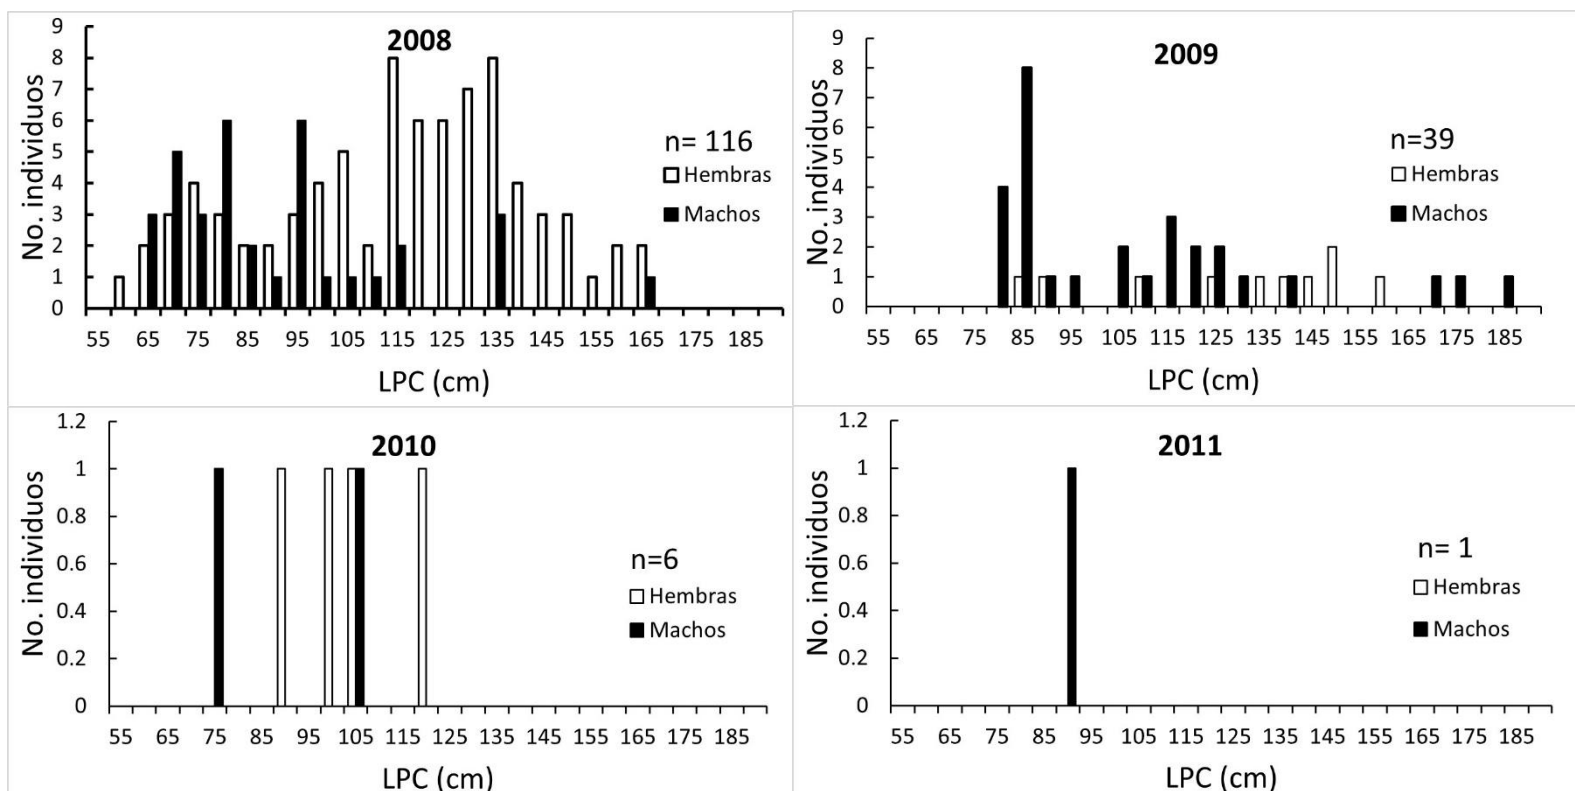 2008
No. individuos
9
8
7
6
5
4
3
2
1
0
n= 116
Hembras
Machos
55 65 75 85 95 105 115 125 135 145 155 165 175 185
LPC (cm)
2009
No. individuos
9
8
7
6
5
4
3
2
1
0
n=39
Hembras
Machos
55 65 75 85 95 105 115 125 135 145 155 165 175 185
LPC (cm)
2010
No. individuos
1.2
1
0.8
0.6
0.4
0.2
0
n=6
Hembras
Machos
55 65 75 85 95 105 115 125 135 145 155 165 175 185
LPC (cm)
2011
No. individuos
1.2
1
0.8
0.6
0.4
0.2
0
n= 1
Hembras
Machos
55 65 75 85 95 105 115 125 135 145 155 165 175 185
LPC (cm)